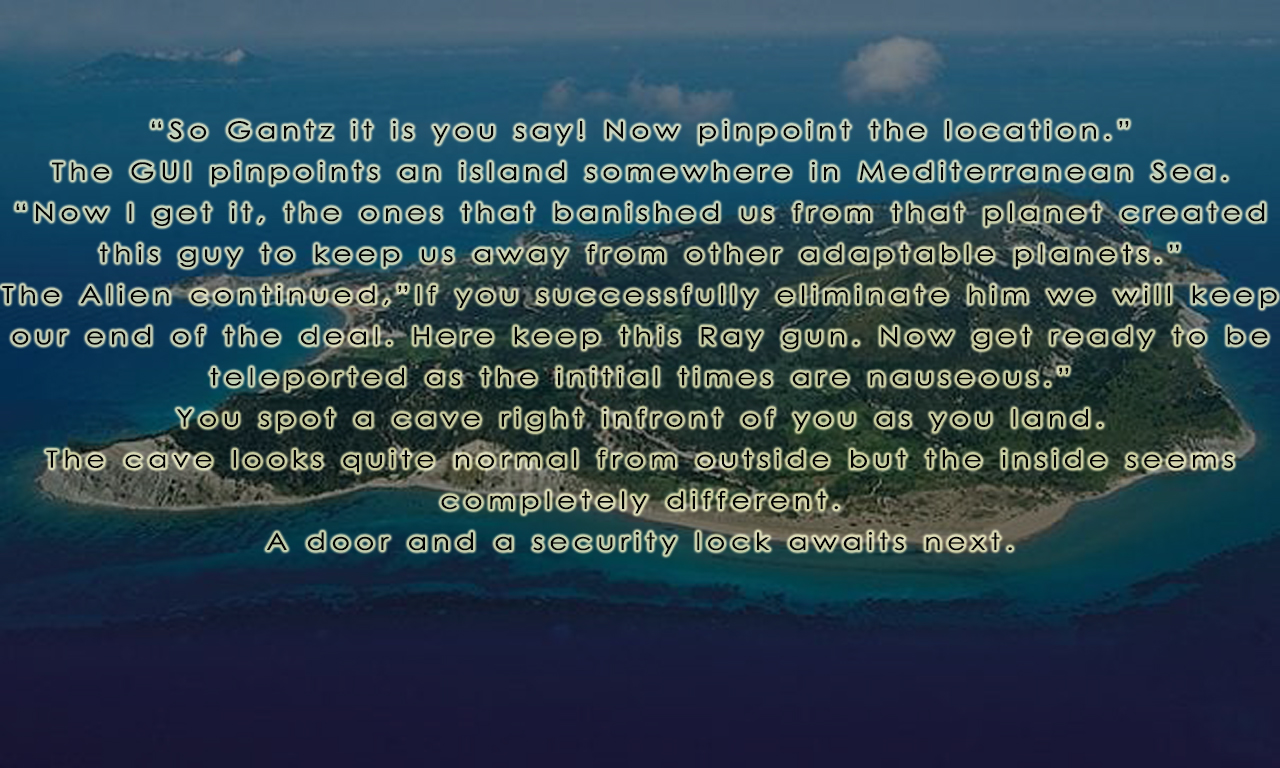 “So Gantz it is you say! Now pinpoint the location.”
The GUI pinpoints an island somewhere in Mediterranean Sea.
“Now I get it, the ones that banished us from that planet created
this guy to keep us away from other adaptable planets.”
The Alien continued,”If you successfully eliminate him we will keep
our end of the deal. Here keep this Ray gun. Now get ready to be
teleported as the initial times are nauseous.”
You spot a cave right infront of you as you land.
The cave looks quite normal from outside but the inside seems
completely different.
A door and a security lock awaits next.